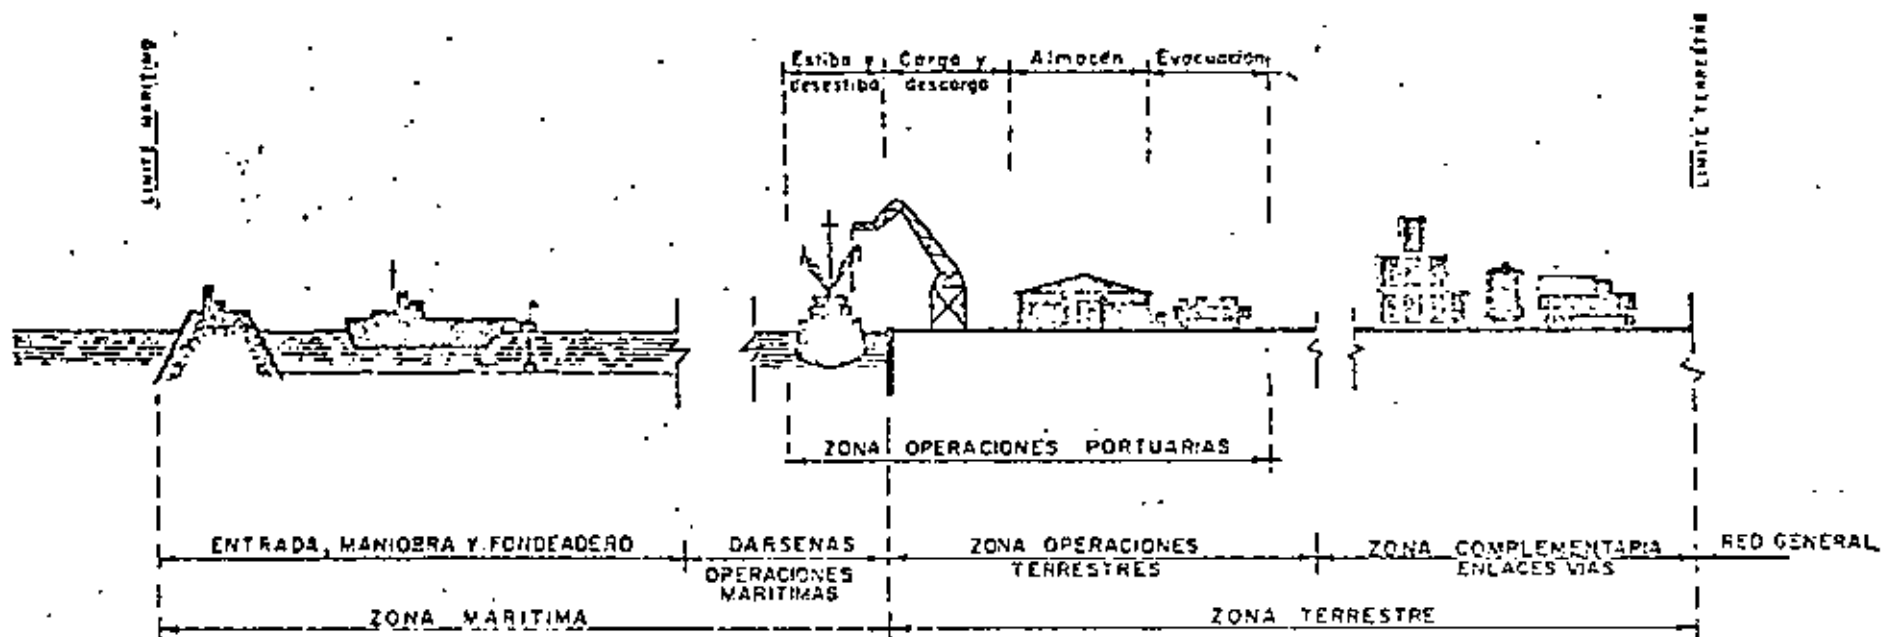 LIMITE MARITIMO
Estiba y
desestiba
Carga y
descarga
Almacén
Evacuación
LIMITE TERRESTRE
ZONA OPERACIONES PORTUARIAS
ENTRADA, MANIOBRA Y FONDEADERO
DARSENAS
OPERACIONES
MARITIMAS
ZONA OPERACIONES
TERRESTRES
ZONA COMPLEMENTARIA
ENLACES VIAS
RED GENERAL
ZONA MARITIMA
ZONA TERRESTRE